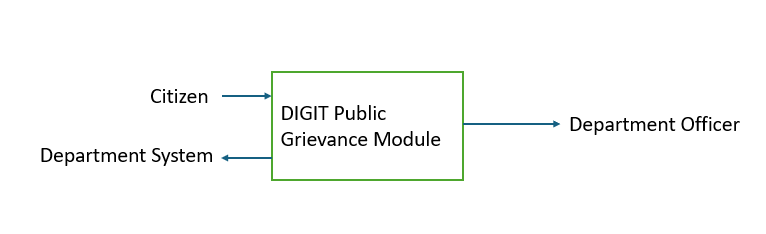 Citizen
DIGIT Public
Grievance Module
Department Officer
Department System